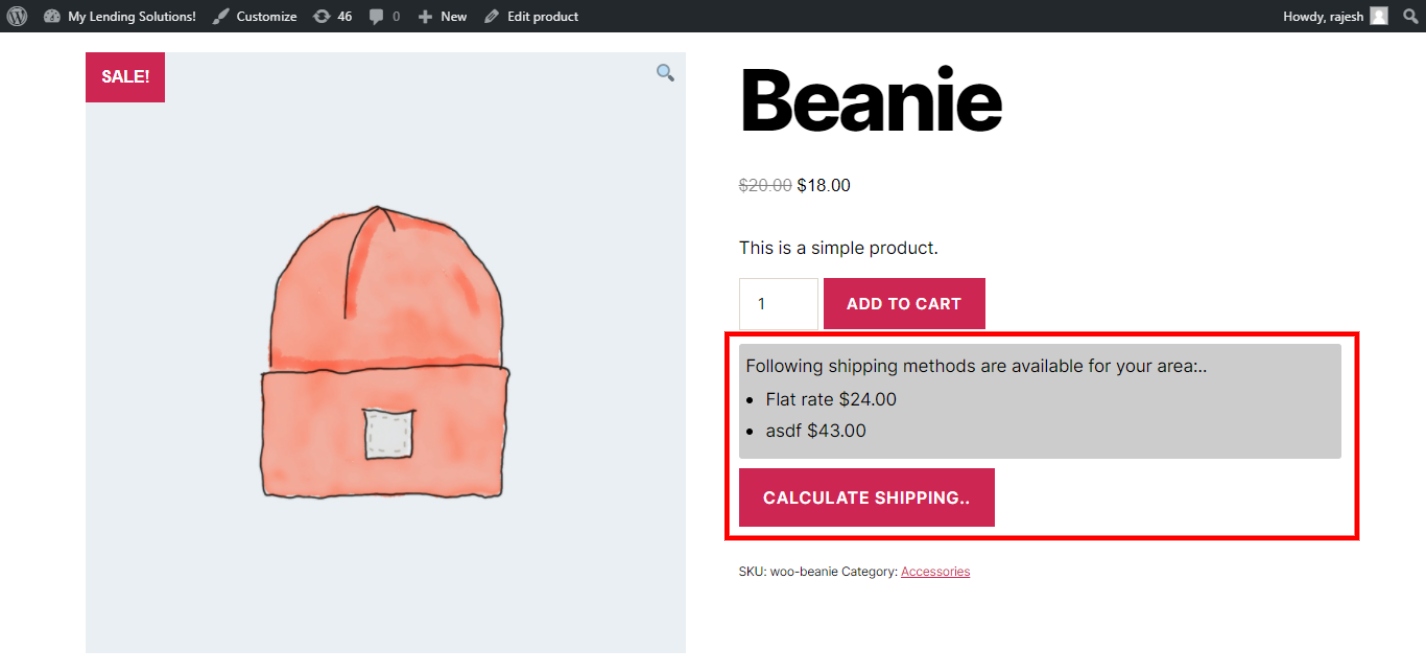 My Lending Solutions! Customize 46 0 New Edit product Howdy, rajesh
SALE!
Beanie
$20.00 $18.00
This is a simple product.
1 ADD TO CART
Following shipping methods are available for your area:..
Flat rate $24.00
asdf $43.00
CALCULATE SHIPPING..
SKU: woo-beanie Category: Accessories